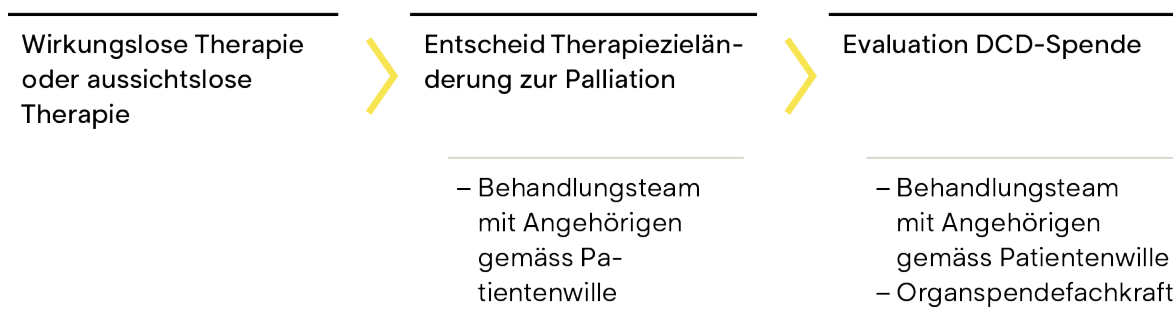 Wirkungslose Therapie
oder aussichtslose
Therapie
Entscheid Therapiezielän-
derung zur Palliation
– Behandlungsteam
mit Angehörigen
gemäss Pa-
tientenwille
Evaluation DCD-Spende
– Behandlungsteam
mit Angehörigen
gemäss Patientenwille
– Organspendefachkraft